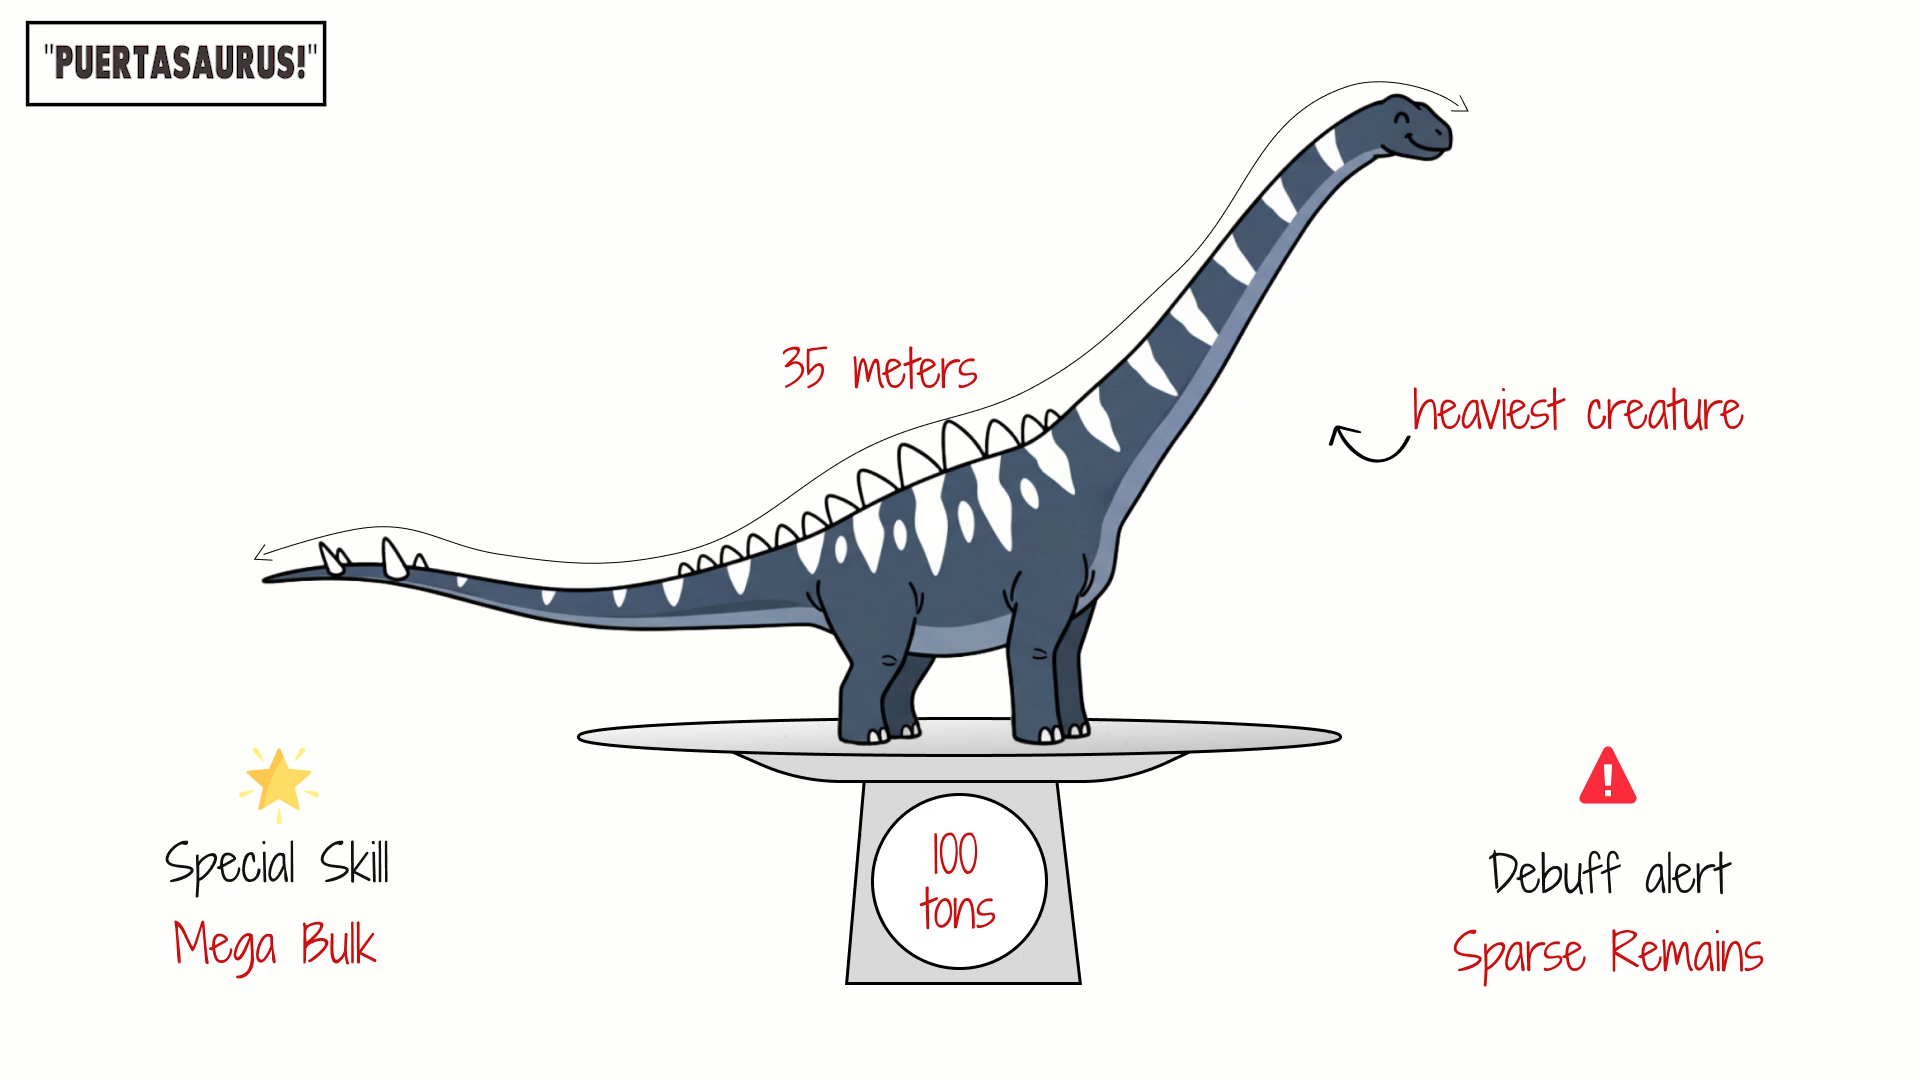 "PUERTASAURUS!"
35 meters
heaviest creature
100
tons
Special Skill
Mega Bulk
Debuff alert
Sparse Remains